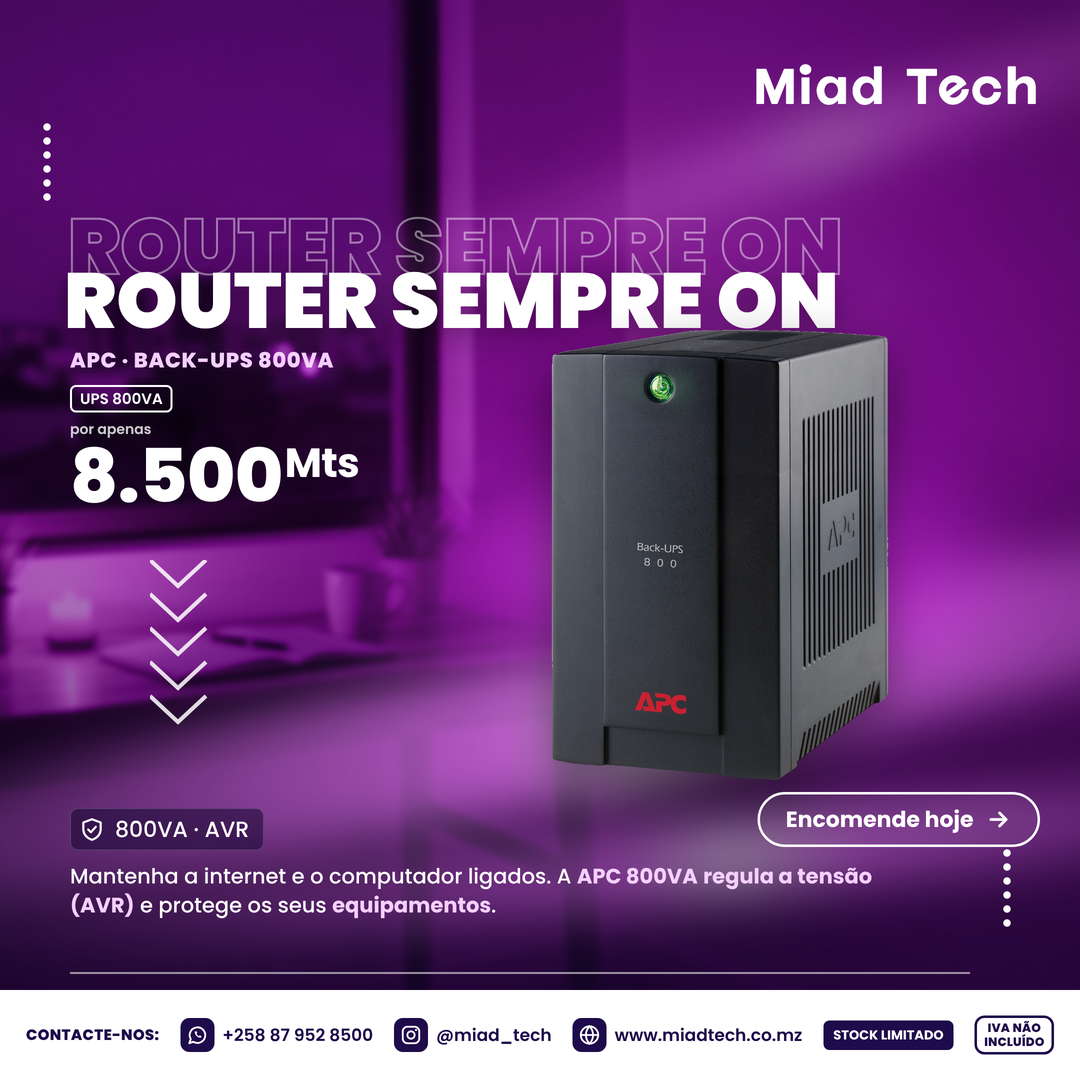 Miad Tech
ROUTER SEMPRE ON
ROUTER SEMPRE ON
APC · BACK-UPS 800VA
UPS 800VA
por apenas
8.500Mts
Back-UPS
800
APC
APC
800VA · AVR
Encomende hoje
Mantenha a internet e o computador ligados. A APC 800VA regula a tensão
(AVR) e protege os seus equipamentos.
CONTACTE-NOS: +258 87 952 8500 @miad_tech www.miadtech.co.mz STOCK LIMITADO
IVA NÃO
INCLUÍDO